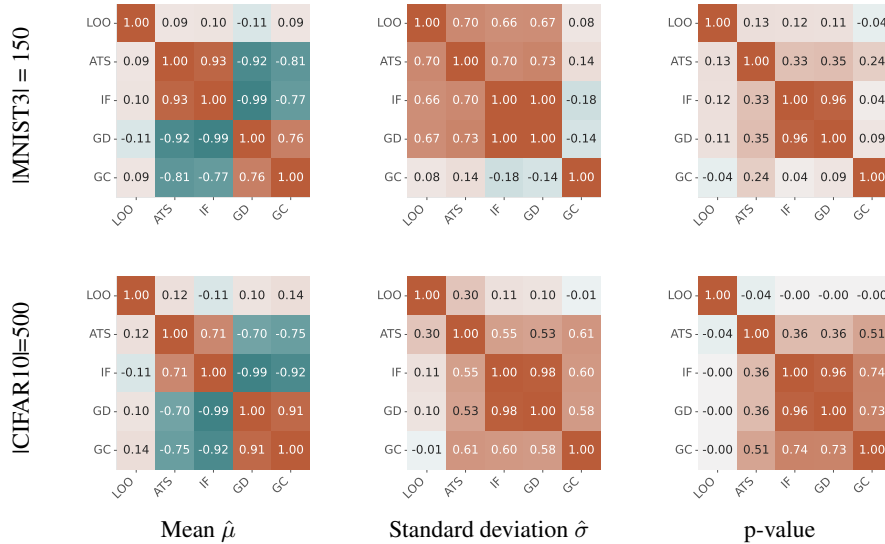 |MNIST3| = 150
LOO 1.00 0.09 0.10 -0.11 0.09
ATS 0.09 1.00 0.93 -0.92 -0.81
IF 0.10 0.93 1.00 -0.99 -0.77
GD -0.11 -0.92 -0.99 1.00 0.76
GC 0.09 -0.81 -0.77 0.76 1.00
LOO ATS IF GD GC
LOO 1.00 0.70 0.66 0.67 0.08
ATS 0.70 1.00 0.70 0.73 0.14
IF 0.66 0.70 1.00 1.00 -0.18
GD 0.67 0.73 1.00 1.00 -0.14
GC 0.08 0.14 -0.18 -0.14 1.00
LOO ATS IF GD GC
LOO 1.00 0.13 0.12 0.11 -0.04
ATS 0.13 1.00 0.33 0.35 0.24
IF 0.12 0.33 1.00 0.96 0.04
GD 0.11 0.35 0.96 1.00 0.09
GC -0.04 0.24 0.04 0.09 1.00
LOO ATS IF GD GC
|CIFAR10|=500
LOO 1.00 0.12 -0.11 0.10 0.14
ATS 0.12 1.00 0.71 -0.70 -0.75
IF -0.11 0.71 1.00 -0.99 -0.92
GD 0.10 -0.70 -0.99 1.00 0.91
GC 0.14 -0.75 -0.92 0.91 1.00
LOO ATS IF GD GC
LOO 1.00 0.30 0.11 0.10 -0.01
ATS 0.30 1.00 0.55 0.53 0.61
IF 0.11 0.55 1.00 0.98 0.60
GD 0.10 0.53 0.98 1.00 0.58
GC -0.01 0.61 0.60 0.58 1.00
LOO ATS IF GD GC
LOO 1.00 -0.04 -0.00 -0.00 -0.00
ATS -0.04 1.00 0.36 0.36 0.51
IF -0.00 0.36 1.00 0.96 0.74
GD -0.00 0.36 0.96 1.00 0.73
GC -0.00 0.51 0.74 0.73 1.00
LOO ATS IF GD GC
Mean μ̂
Standard deviation σ̂
p-value